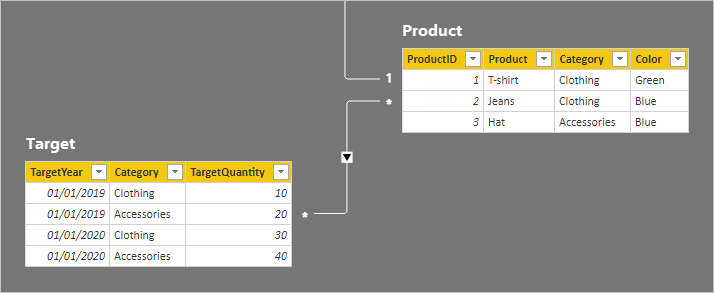 Product
ProductID Product Category Color
1 T-shirt Clothing Green
2 Jeans Clothing Blue
3 Hat Accessories Blue
1
*
Target
TargetYear Category TargetQuantity
01/01/2019 Clothing 10
01/01/2019 Accessories 20
01/01/2020 Clothing 30
01/01/2020 Accessories 40
*